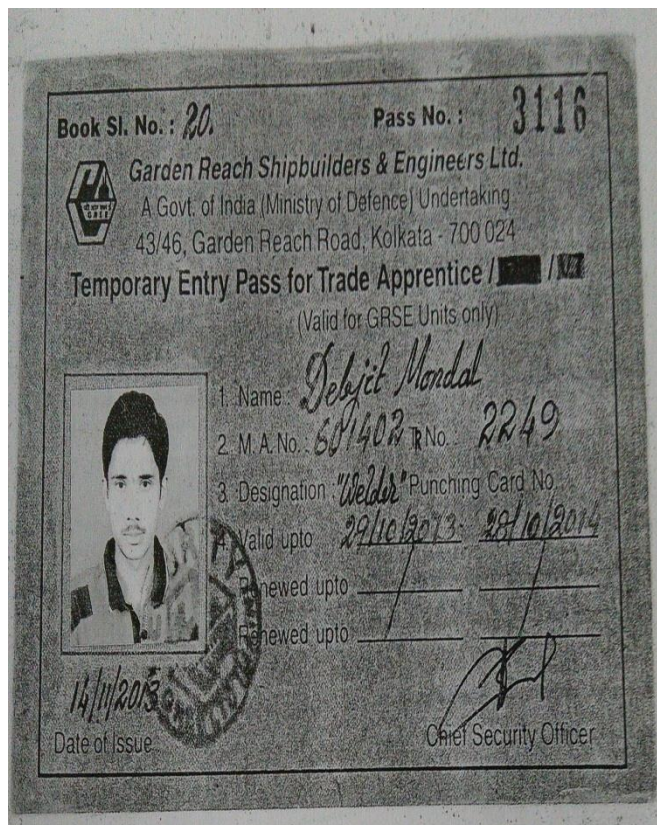 Book Sl. No. : 20. Pass No. : 3116
Garden Reach Shipbuilders & Engineers Ltd.
A Govt. of India (Ministry of Defence) Undertaking
43/46, Garden Reach Road, Kolkata - 700 024
Temporary Entry Pass for Trade Apprentice /
(Valid for GRSE Units only)
1. Name : Debjit Mondal
2. M. A. No. : 601402 TR No. : 2249
3. Designation : "Welder" Punching Card No.
4. Valid upto 29/10/2013 - 28/10/2014
Renewed upto
Renewed upto
14/11/2013
Date of Issue
Chief Security Officer